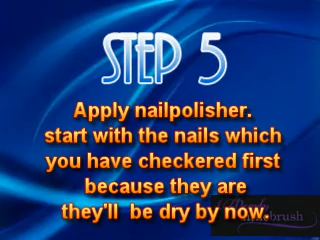 STEP 5
Apply nailpolisher.
start with the nails which
you have checkered first
because they are
they'll be dry by now.